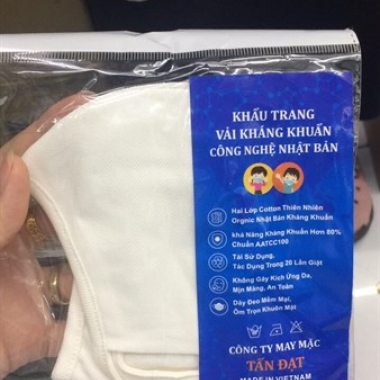 KHẨU TRANG
VẢI KHÁNG KHUẨN
CÔNG NGHỆ NHẬT BẢN
Hai Lớp Cotton Thiên Nhiên
Orgnic Nhật Bản Kháng Khuẩn
khả Năng Kháng Khuẩn Hơn 80%
Chuẩn AATCC100
Tái Sử Dụng,
Tác Dụng Trong 20 Lần Giặt
Không Gây Kích Ứng Da,
Mịn Màng, An Toàn
Dây Đeo Mềm Mại,
Ôm Trọn Khuôn Mặt
CÔNG TY MAY MẶC
TẤN ĐẠT
MADE IN VIETNAM